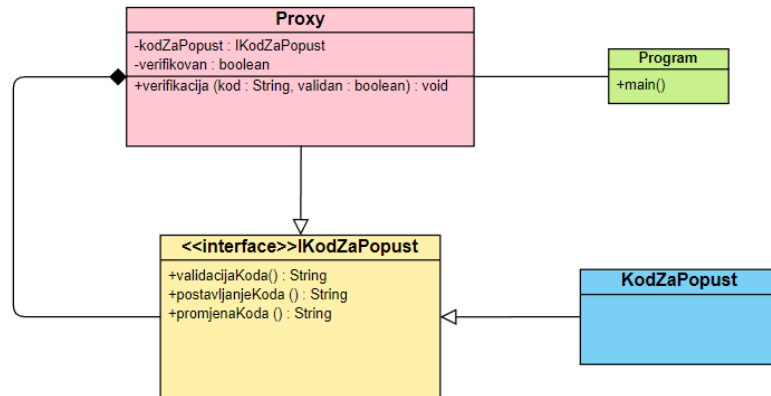 Proxy
-kodZaPopust : IKodZaPopust
-verifikovan : boolean
+verifikacija (kod : String, validan : boolean) : void
Program
+main()
<<interface>>IKodZaPopust
+validacijaKoda() : String
+postavljanjeKoda () : String
+promjenaKoda () : String
KodZaPopust